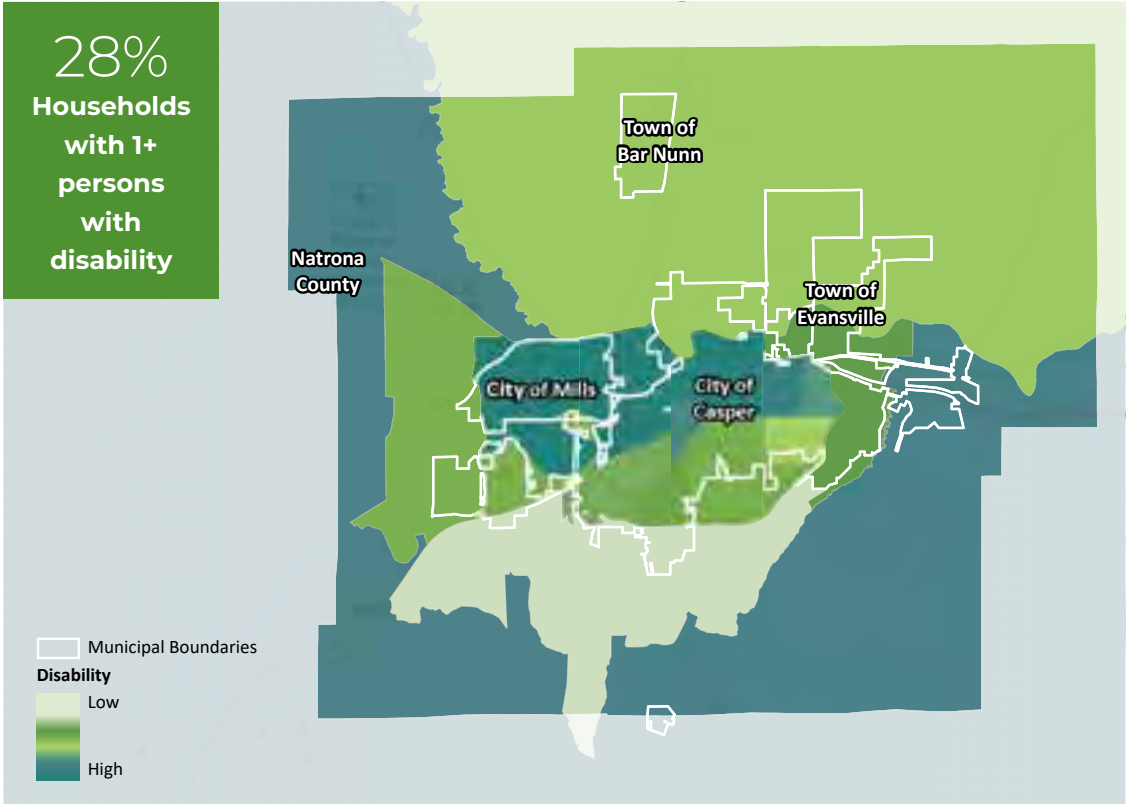 28%
Households
with 1+
persons
with
disability
Town of
Bar Nunn
Natrona
County
Town of
Evansville
City of Mills
City of
Casper
Municipal Boundaries
Disability
Low
High